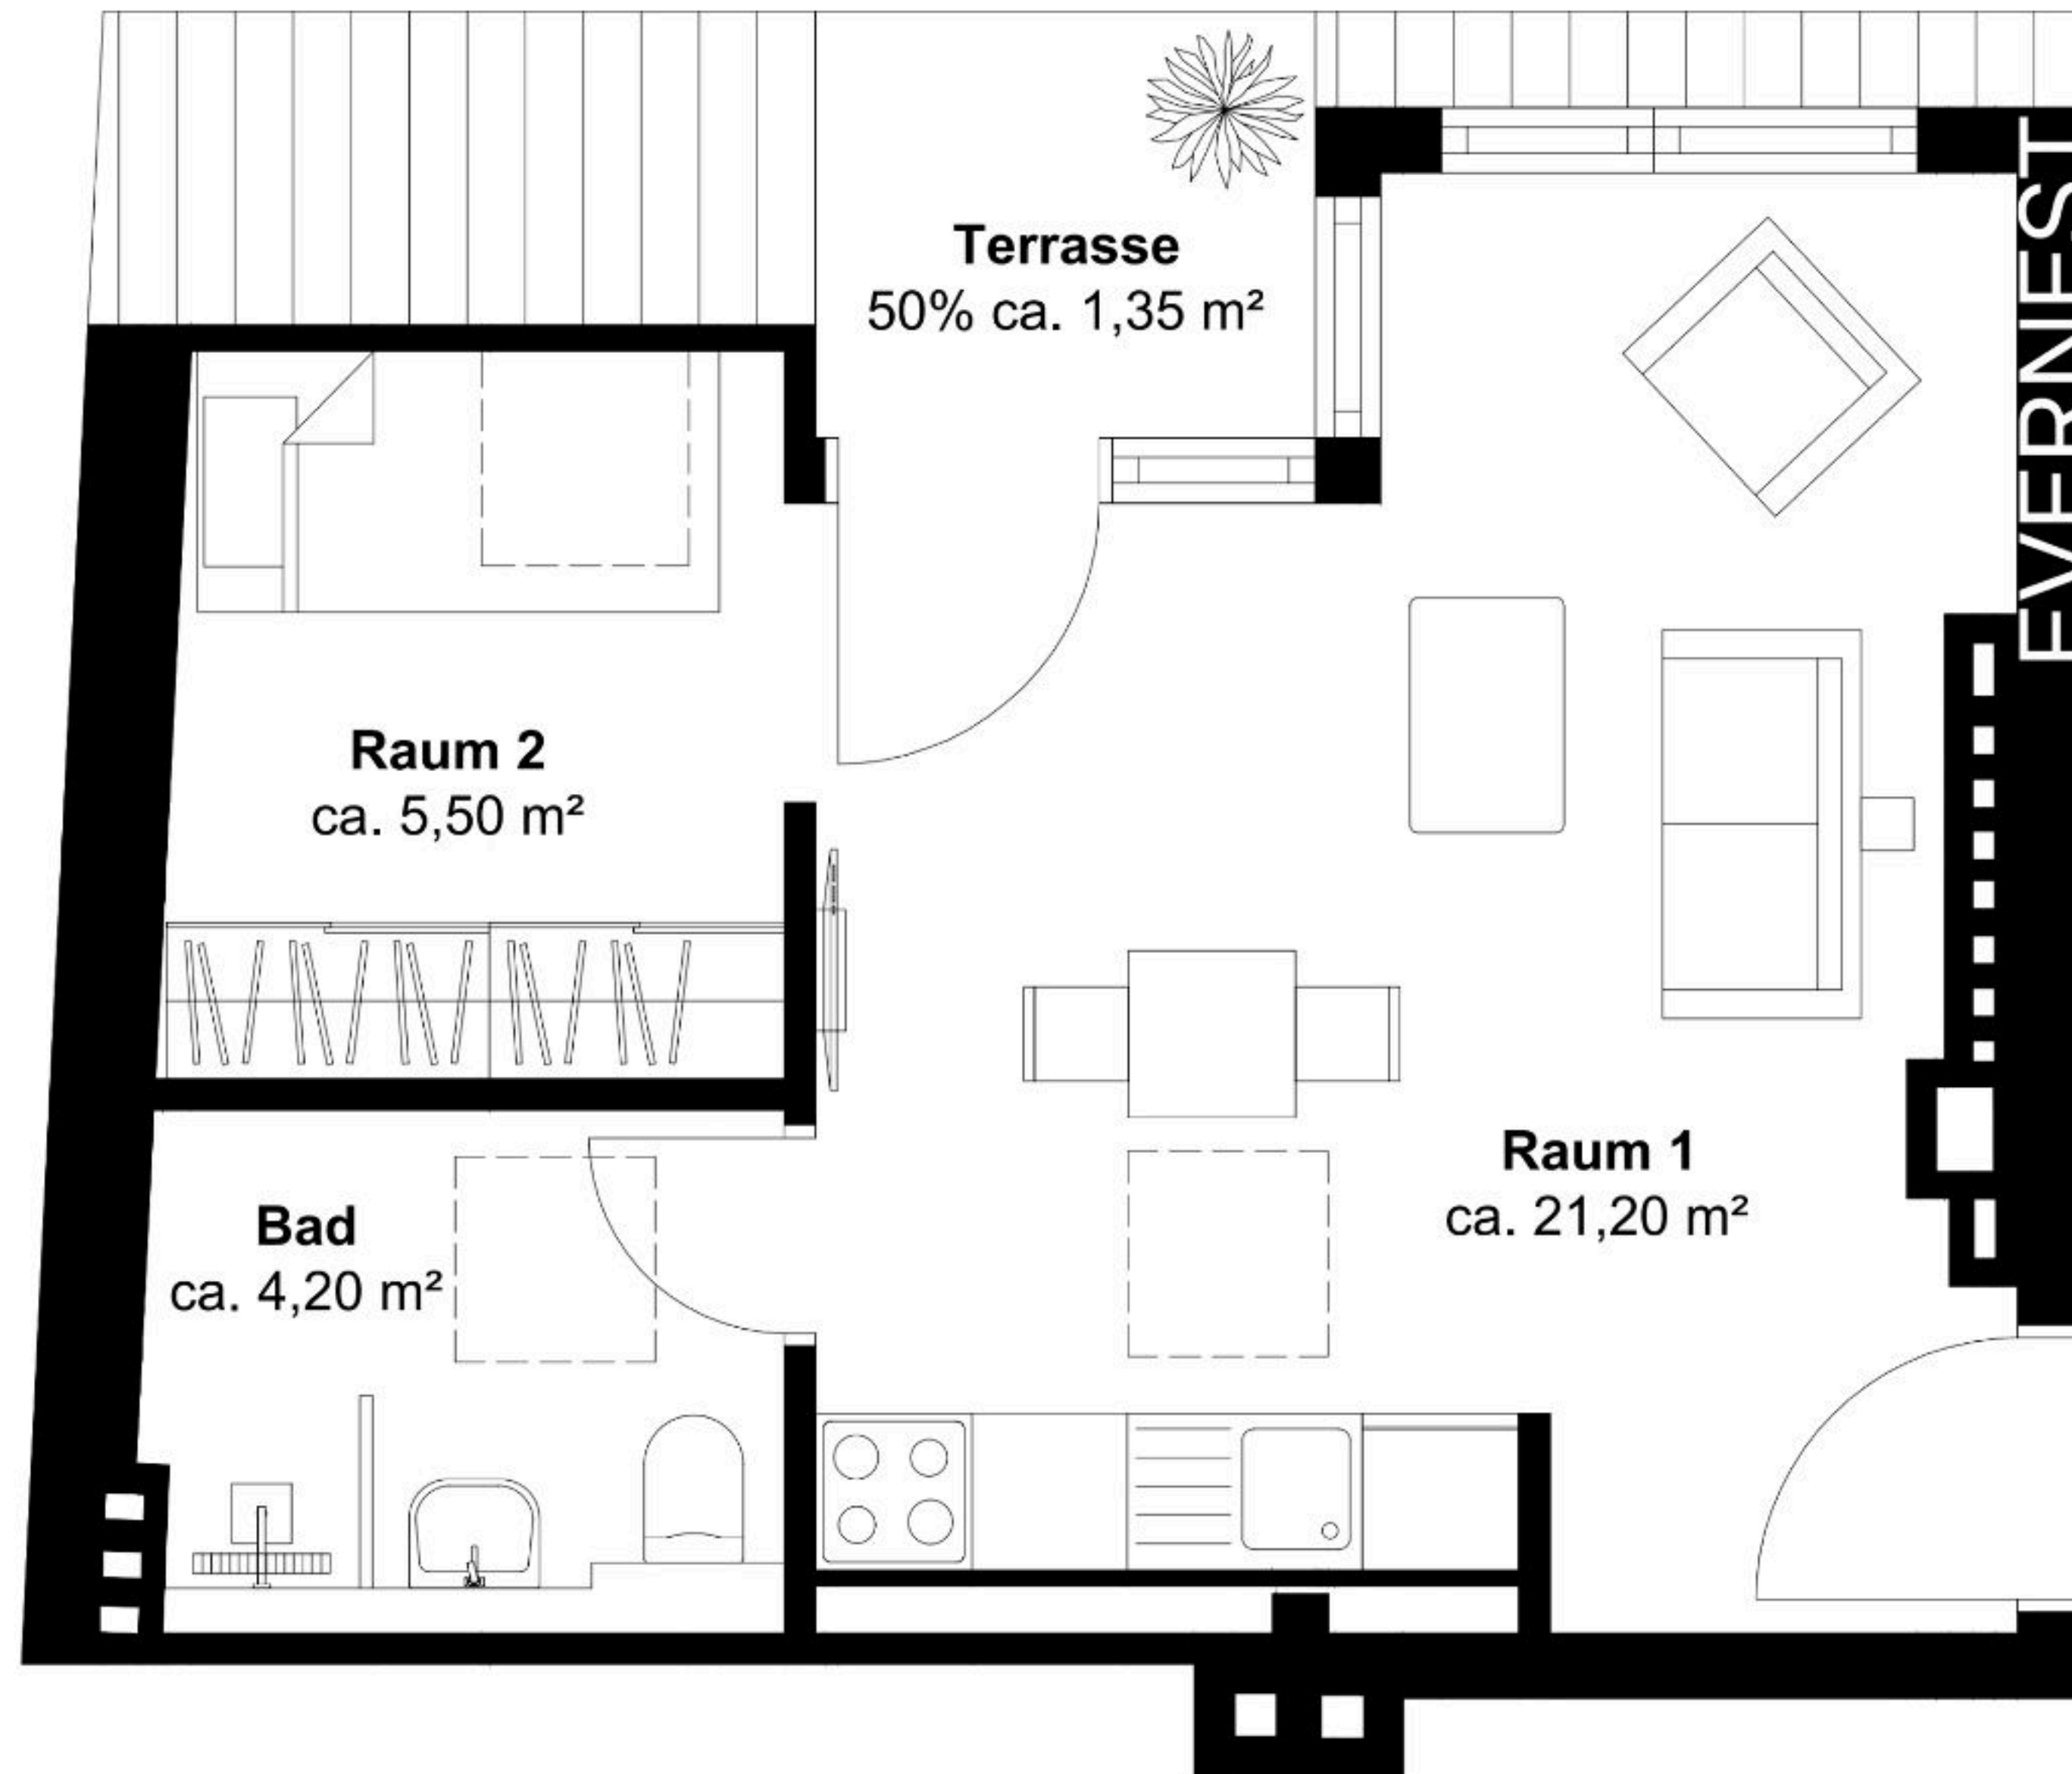 Terrasse
50% ca. 1,35 m²
EVERNEST
Raum 2
ca. 5,50 m²
Raum 1
ca. 21,20 m²
Bad
ca. 4,20 m²